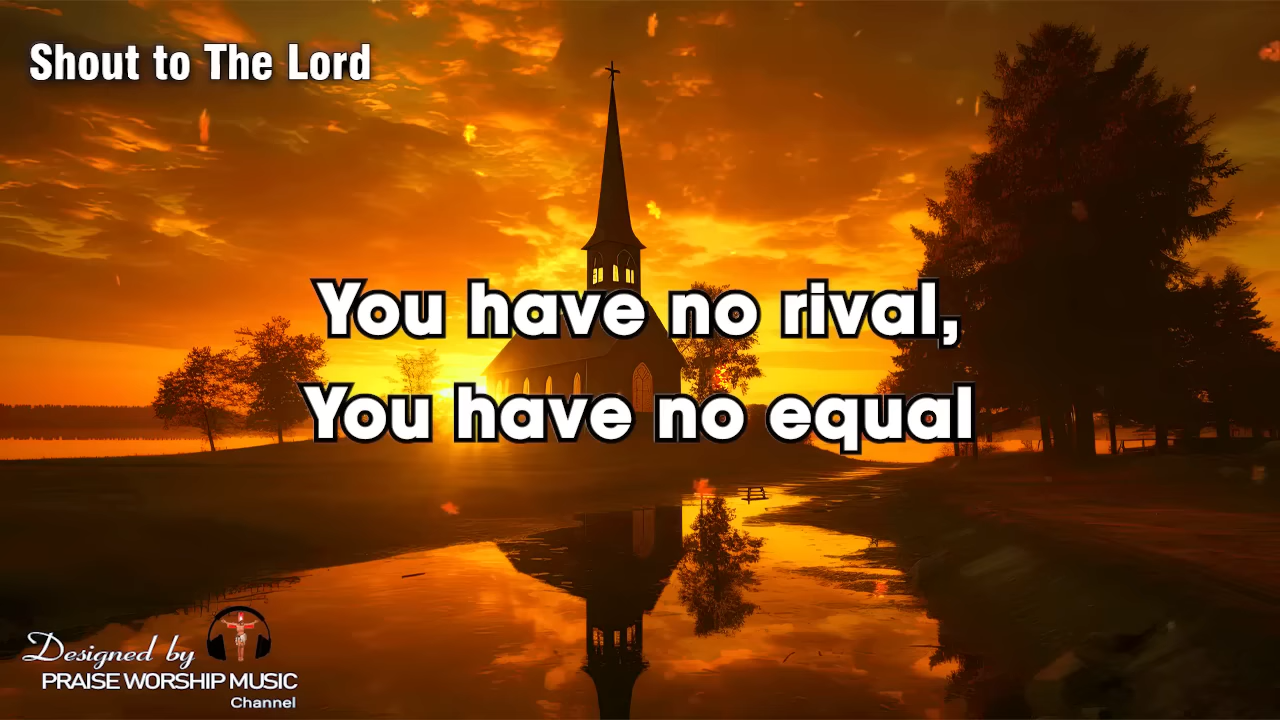 Shout to The Lord
You have no rival,
You have no equal
Designed by
PRAISE WORSHIP MUSIC
Channel